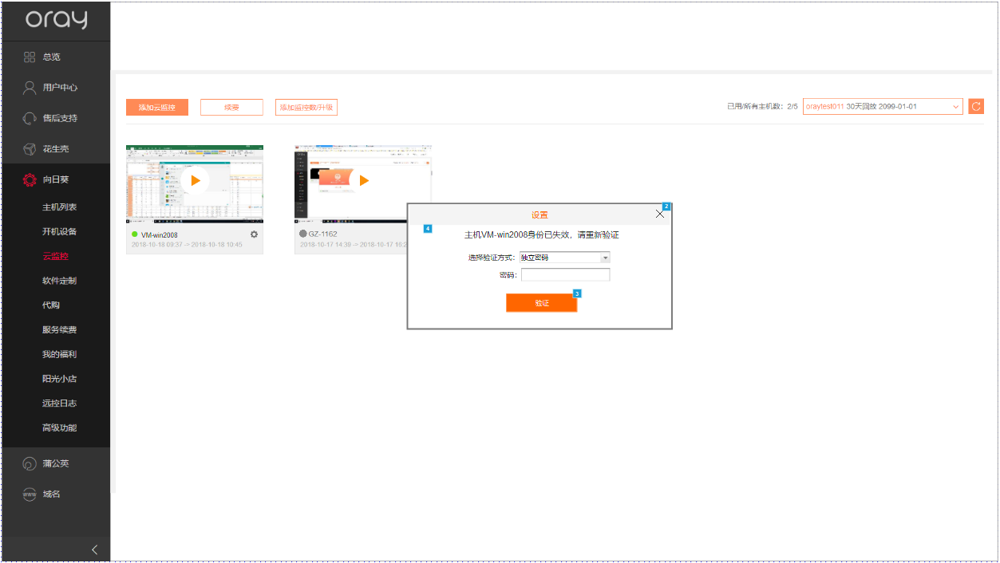 oray
总览
用户中心
售后支持
花生壳
向日葵
主机列表
开机设备
云监控
软件定制
代购
服务续费
我的福利
阳光小店
远控日志
高级功能
蒲公英
www 域名
添加云监控 续费 添加监控数/升级 已用/所有主机数: 2/5 oraytest011 30天回放 2099-01-01
VM-win2008
2018-10-18 09:37 -> 2018-10-18 10:45
GZ-1162
2018-10-17 14:39 -> 2018-10-17 16:2
设置
2
4
主机VM-win2008身份已失效，请重新验证
选择验证方式: 独立密码
密码:
3
验证